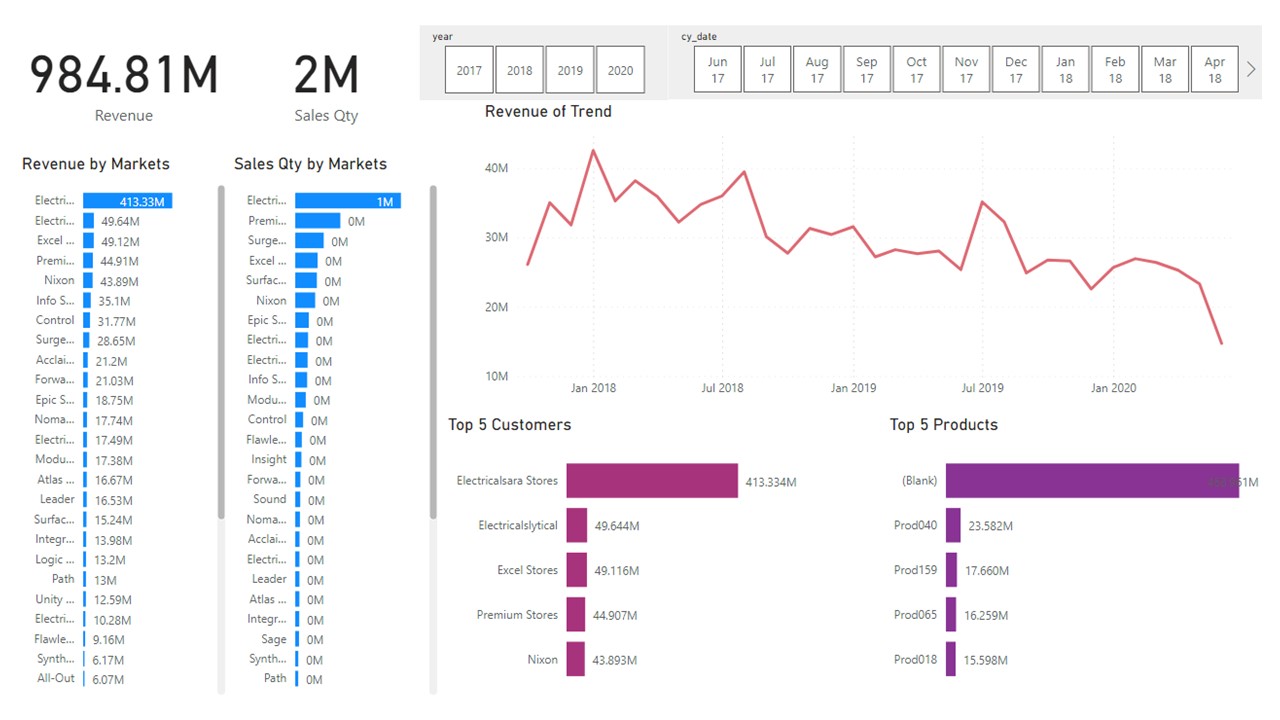 984.81M
Revenue
2M
Sales Qty
year
2017 2018 2019 2020
cy_date
Jun 17 Jul 17 Aug 17 Sep 17 Oct 17 Nov 17 Dec 17 Jan 18 Feb 18 Mar 18 Apr 18
Revenue by Markets
Electri... 413.33M
Electri... 49.64M
Excel ... 49.12M
Premi... 44.91M
Nixon 43.89M
Info S... 35.1M
Control 31.77M
Surge... 28.65M
Acclai... 21.2M
Forwa... 21.03M
Epic S... 18.75M
Noma... 17.74M
Electri... 17.49M
Modu... 17.38M
Atlas ... 16.67M
Leader 16.53M
Surfac... 15.24M
Integr... 13.98M
Logic ... 13.2M
Path 13M
Unity ... 12.59M
Electri... 10.28M
Flawle... 9.16M
Synth... 6.17M
All-Out 6.07M
Sales Qty by Markets
Electri... 1M
Premi... 0M
Surge... 0M
Excel ... 0M
Surfac... 0M
Nixon 0M
Epic S... 0M
Electri... 0M
Electri... 0M
Info S... 0M
Modu... 0M
Control 0M
Flawle... 0M
Insight 0M
Forwa... 0M
Sound 0M
Noma... 0M
Acclai... 0M
Electri... 0M
Leader 0M
Atlas ... 0M
Integr... 0M
Sage 0M
Synth... 0M
Path 0M
Revenue of Trend
40M
30M
20M
10M
Jan 2018 Jul 2018 Jan 2019 Jul 2019 Jan 2020
Top 5 Customers
Electricalsara Stores 413.334M
Electricalslytical 49.644M
Excel Stores 49.116M
Premium Stores 44.907M
Nixon 43.893M
Top 5 Products
(Blank)
Prod040 23.582M
Prod159 17.660M
Prod065 16.259M
Prod018 15.598M